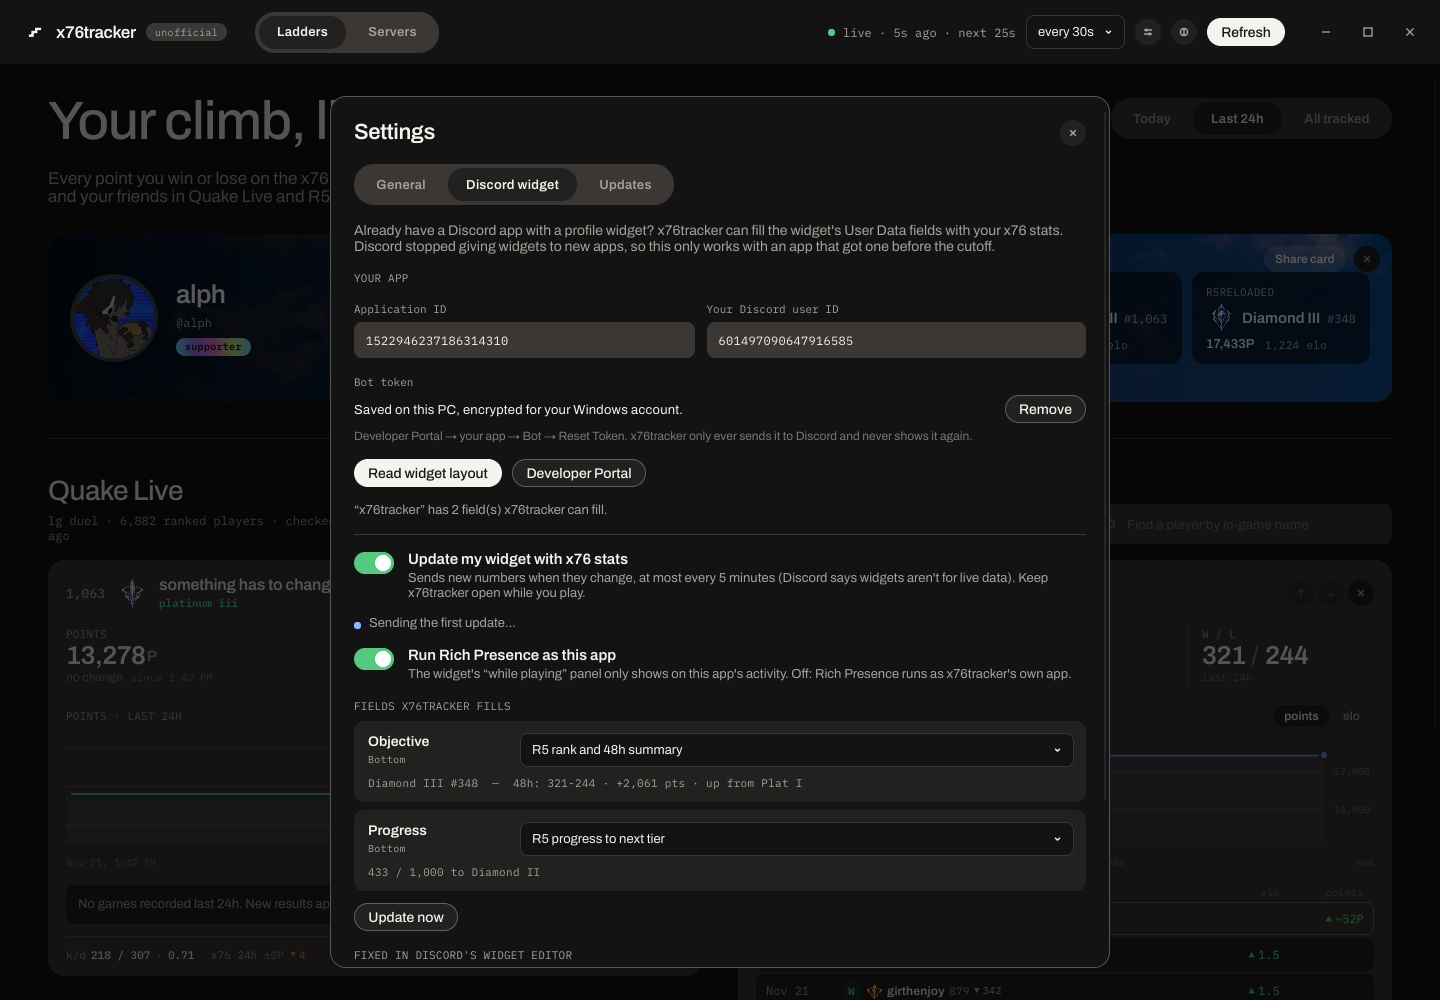 x76tracker unofficial Ladders Servers live · 5s ago · next 25s every 30s Refresh
Your climb, l
Today Last 24h All tracked
Every point you win or lose on the x76
and your friends in Quake Live and R5
alph
@alph
supporter
Share card
II #1,063
elo
R5RELOADED
Diamond III #348
17,433P 1,224 elo
Settings
General Discord widget Updates
Already have a Discord app with a profile widget? x76tracker can fill the widget's User Data fields with your x76 stats.
Discord stopped giving widgets to new apps, so this only works with an app that got one before the cutoff.
YOUR APP
Application ID Your Discord user ID
1522946237186314310 601497090647916585
Bot token
Saved on this PC, encrypted for your Windows account. Remove
Developer Portal → your app → Bot → Reset Token. x76tracker only ever sends it to Discord and never shows it again.
Read widget layout Developer Portal
“x76tracker” has 2 field(s) x76tracker can fill.
Update my widget with x76 stats
Sends new numbers when they change, at most every 5 minutes (Discord says widgets aren't for live data). Keep
x76tracker open while you play.
Sending the first update...
Run Rich Presence as this app
The widget's “while playing” panel only shows on this app's activity. Off: Rich Presence runs as x76tracker's own app.
FIELDS X76TRACKER FILLS
Objective R5 rank and 48h summary
Bottom
Diamond III #348 — 48h: 321-244 · +2,061 pts · up from Plat I
Progress R5 progress to next tier
Bottom
433 / 1,000 to Diamond II
Update now
FIXED IN DISCORD'S WIDGET EDITOR
Quake Live
lg duel · 6,882 ranked players · checke
ago
Find a player by in-game name
1,063 something has to chang
platinum iii
POINTS
13,278P
no change since 1:42 PM
POINTS · LAST 24H
Nov 21, 1:42 PM
No games recorded last 24h. New results ap
k/d 218 / 307 · 0.71 x76 24h ±0P ▼4
W / L
321 / 244
last 24h
points elo
17,000
16,000
now
elo points
▲~52P
▲1.5
Nov 21 W girthenjoy 879 ▼342 ▲1.5